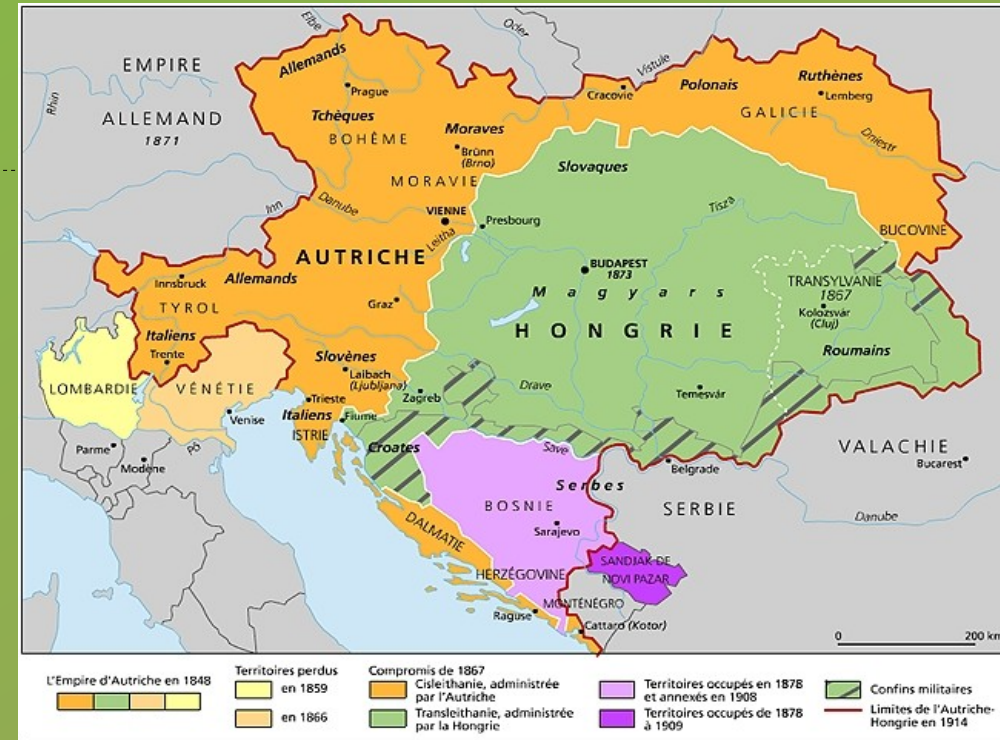 Elbe
Oder
EMPIRE
ALLEMAND
1871
Rhin
Allemands
Prague
Tchèques
BOHÊME
Moraves
Brünn
(Brno)
MORAVIE
Cracovie
Vistule
Polonais
Ruthènes
Lemberg
GALICIE
Dniestr
Slovaques
Inn
Danube
VIENNE
Leitha
Presbourg
Tisza
BUCOVINE
AUTRICHE
BUDAPEST
1873
TRANSYLVANIE
1867
Kolozsvár
(Cluj)
Innsbruck
Allemands
TYROL
Graz
Magyars
HONGRIE
Roumains
Italiens
Trente
Slovènes
Laibach
(Ljubljana)
Zagreb
Drave
Temesvár
LOMBARDIE
VÉNÉTIE
Trieste
Italiens
Fiume
ISTRIE
Venise
Parme
Modène
Pô
Croates
Save
Belgrade
VALACHIE
Bucarest
Serbes
BOSNIE
Sarajevo
SERBIE
Danube
DALMATIE
HERZÉGOVINE
SANDJAK DE
NOVI PAZAR
MONTÉNÉGRO
Raguse
Cattaro (Kotor)
0 200 km
L'Empire d'Autriche en 1848
Territoires perdus
en 1859
en 1866
Compromis de 1867
Cisleithanie, administrée
par l'Autriche
Transleithanie, administrée
par la Hongrie
Territoires occupés en 1878
et annexés en 1908
Territoires occupés de 1878
à 1909
Confins militaires
Limites de l'Autriche-
Hongrie en 1914